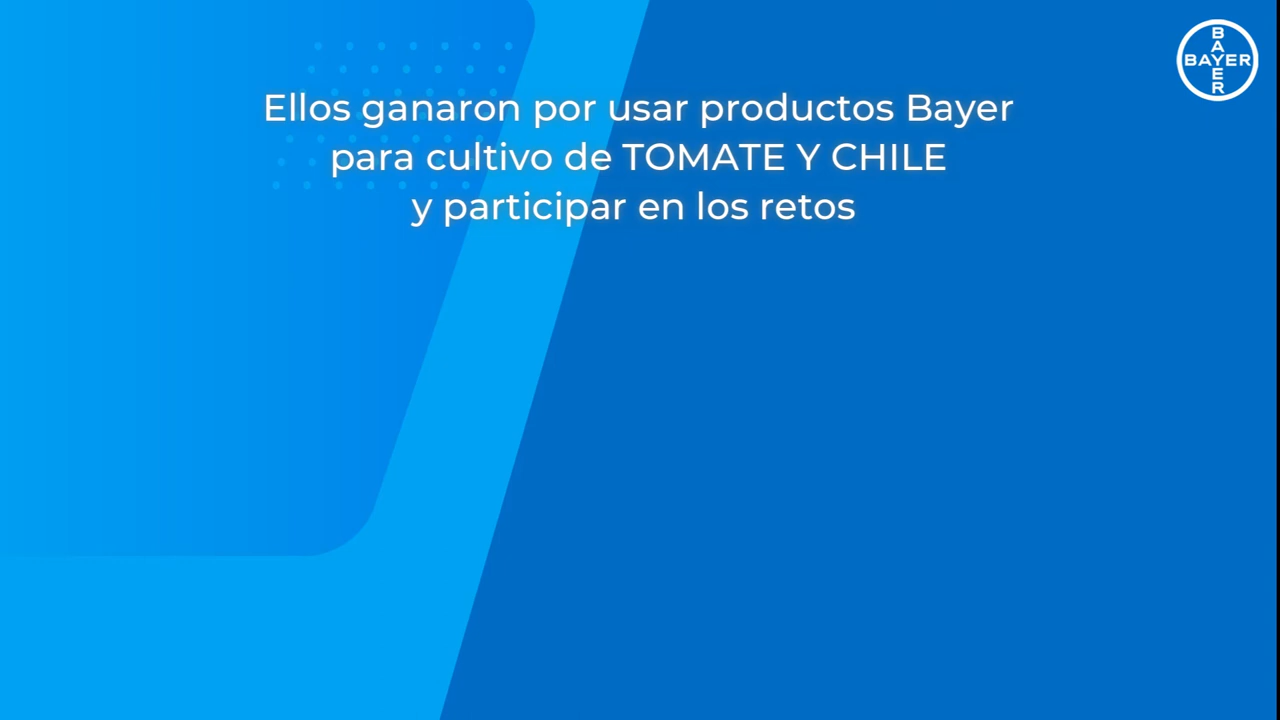 Ellos ganaron por usar productos Bayer
para cultivo de TOMATE Y CHILE
y participar en los retos
BAYER
BAYER